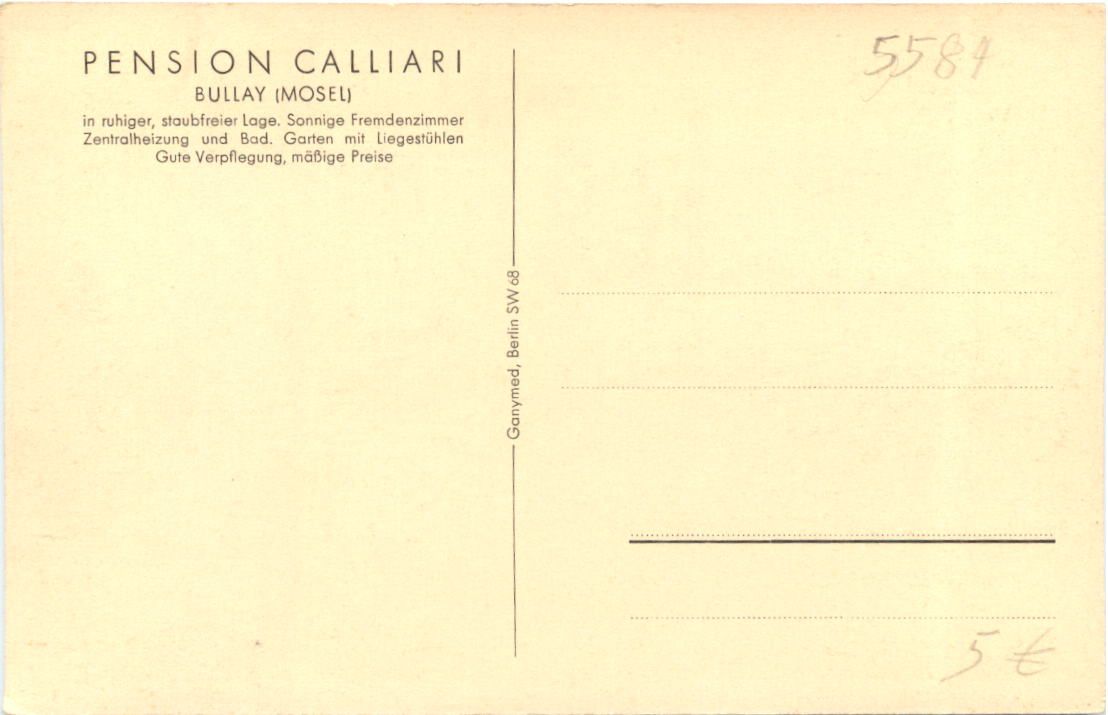 PENSION CALLIARI
BULLAY (MOSEL)
in ruhiger, staubfreier Lage. Sonnige Fremdenzimmer
Zentralheizung und Bad. Garten mit Liegestühlen
Gute Verpflegung, mäßige Preise
Ganymed, Berlin SW 68
5581
5 €